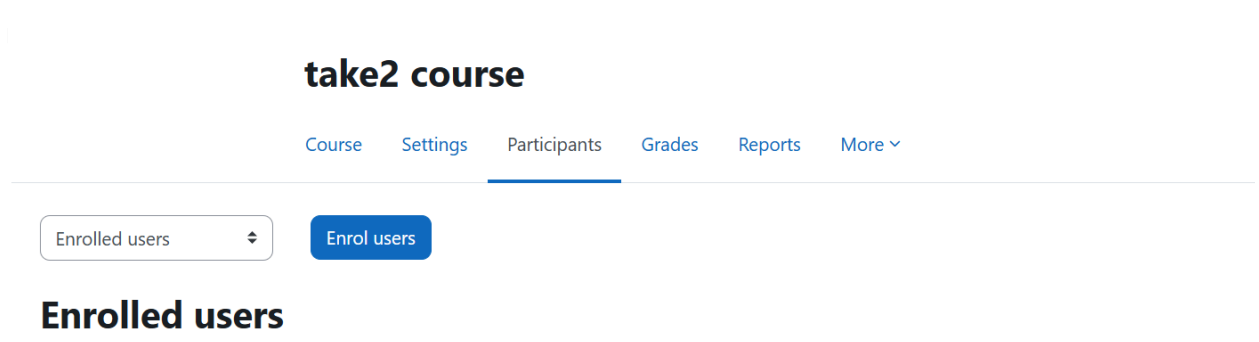 take2 course
Course Settings Participants Grades Reports More
Enrolled users Enrol users
Enrolled users